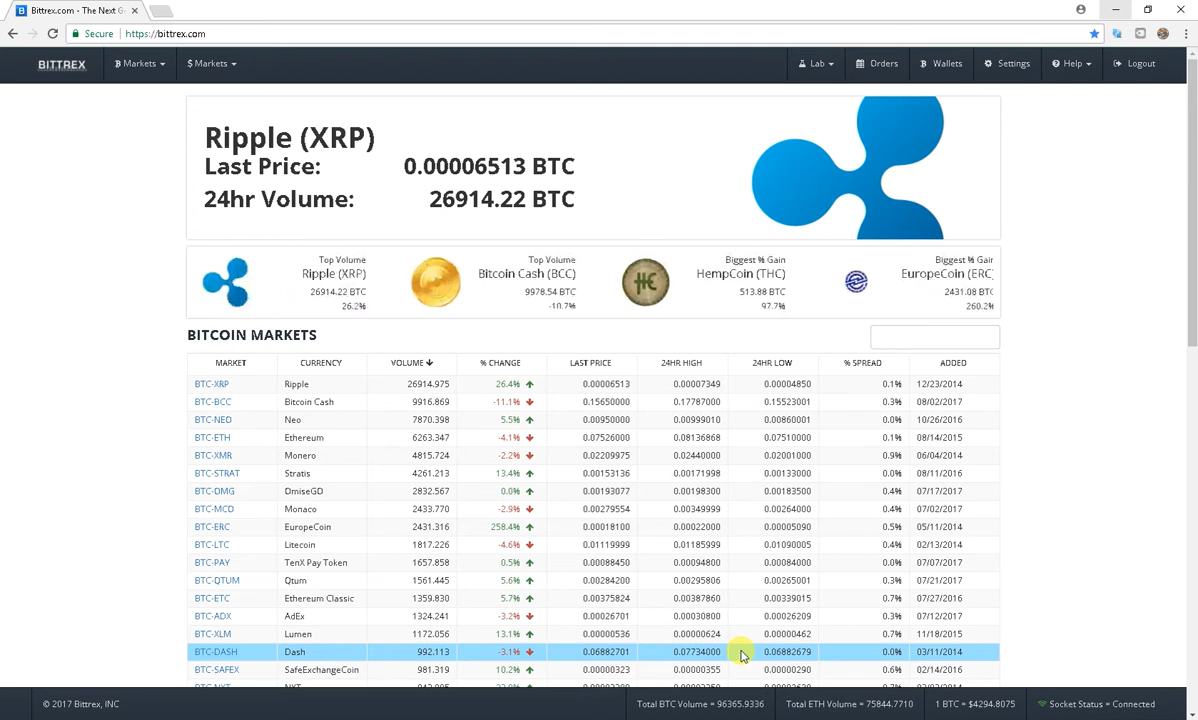 Bittrex.com - The Next G
Secure https://bittrex.com
BITTREX Markets $ Markets Lab Orders Wallets Settings Help Logout
Ripple (XRP)
Last Price: 0.00006513 BTC
24hr Volume: 26914.22 BTC
Top Volume Top Volume Biggest % Gain Biggest % Gain
Ripple (XRP) Bitcoin Cash (BCC) HempCoin (THC) EuropeCoin (ERC)
26914.22 BTC 9978.54 BTC 513.88 BTC 2431.08 BTC
26.2% -10.7% 97.7% 260.2%
BITCOIN MARKETS
MARKET CURRENCY VOLUME % CHANGE LAST PRICE 24HR HIGH 24HR LOW % SPREAD ADDED
BTC-XRP Ripple 26914.975 26.4% 0.00006513 0.00007349 0.00004850 0.1% 12/23/2014
BTC-BCC Bitcoin Cash 9916.869 -11.1% 0.15650000 0.17787000 0.15523001 0.3% 08/02/2017
BTC-NEO Neo 7870.398 5.5% 0.00950000 0.00999010 0.00860001 0.0% 10/26/2016
BTC-ETH Ethereum 6263.347 -4.1% 0.07526000 0.08136868 0.07510000 0.1% 08/14/2015
BTC-XMR Monero 4815.724 -2.2% 0.02209975 0.02440000 0.02001000 0.9% 06/04/2014
BTC-STRAT Stratis 4261.213 13.4% 0.00153136 0.00171998 0.00133000 0.0% 08/11/2016
BTC-DMG DmiseGD 2832.567 0.0% 0.00193077 0.00198300 0.00183500 0.4% 07/17/2017
BTC-MCO Monaco 2433.770 -2.9% 0.00279554 0.00349999 0.00264000 0.4% 07/02/2017
BTC-ERC EuropeCoin 2431.316 258.4% 0.00018100 0.00022000 0.00005090 0.5% 05/11/2014
BTC-LTC Litecoin 1817.226 -4.6% 0.01119999 0.01185999 0.01090005 0.4% 02/13/2014
BTC-PAY TenX Pay Token 1657.858 0.5% 0.00088450 0.00094800 0.00084000 0.0% 07/07/2017
BTC-QTUM Qtum 1561.445 5.6% 0.00284200 0.00295806 0.00265001 0.3% 07/21/2017
BTC-ETC Ethereum Classic 1359.830 5.7% 0.00375824 0.00387860 0.00339015 0.7% 07/27/2016
BTC-ADX AdEx 1324.241 -3.2% 0.00026701 0.00030800 0.00026209 0.3% 07/12/2017
BTC-XLM Lumen 1172.056 13.1% 0.00000536 0.00000624 0.00000462 0.7% 11/18/2015
BTC-DASH Dash 992.113 -3.1% 0.06882701 0.07734000 0.06882679 0.0% 03/11/2014
BTC-SAFEX SafeExchangeCoin 981.319 10.2% 0.00000323 0.00000355 0.00000290 0.6% 02/14/2016
© 2017 Bittrex, INC Total BTC Volume = 96365.9336 Total ETH Volume = 75844.7710 1 BTC = $4294.8075 Socket Status = Connected